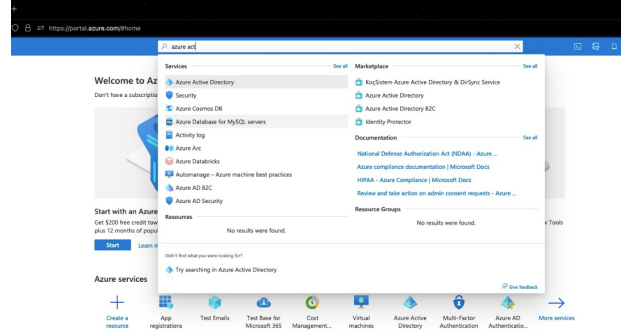 https://portal.azure.com/#home
azure act
Welcome to Az
Don't have a subscriptio
Services
See all
Azure Active Directory
Security
Azure Cosmos DB
Azure Database for MySQL servers
Activity log
Azure Arc
Azure Databricks
Automanage – Azure machine best practices
Azure AD B2C
Azure AD Security
Resources
No results were found.
Marketplace
See all
KoçSistem Azure Active Directory & DirSync Service
Azure Active Directory
Azure Active Directory B2C
Identity Protector
Documentation
See all
National Defense Authorization Act (NDAA) - Azure ...
Azure compliance documentation | Microsoft Docs
HIPAA - Azure Compliance | Microsoft Docs
Review and take action on admin consent requests - Azure ...
Resource Groups
No results were found.
Didn't find what you were looking for?
Try searching in Azure Active Directory
Give feedback
Start with an Azure
Get $200 free credit tow
plus 12 months of popul
Start
Learn m
w Tools
Azure services
Create a
resource
App
registrations
Test Emails
Test Base for
Microsoft 365
Cost
Management...
Virtual
machines
Azure Active
Directory
Multi-Factor
Authentication
Azure AD
Authenticatio...
More services